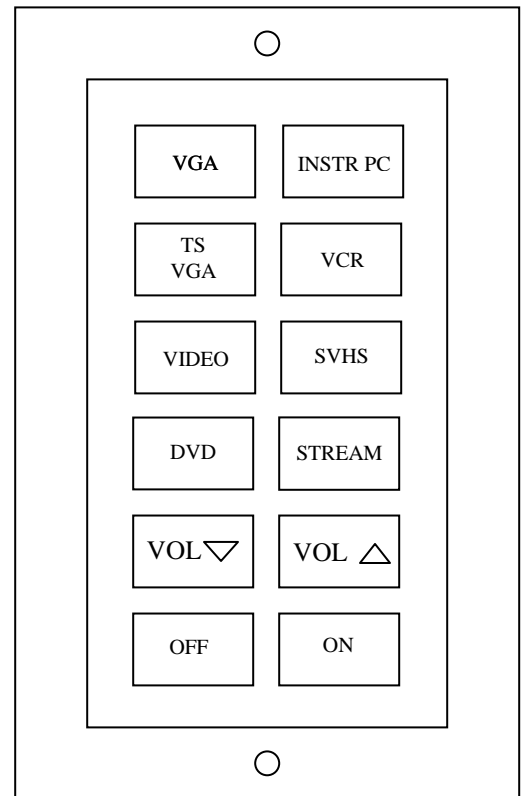 VGA
INSTR PC
TS
VGA
VCR
VIDEO
SVHS
DVD
STREAM
VOL
VOL
OFF
ON